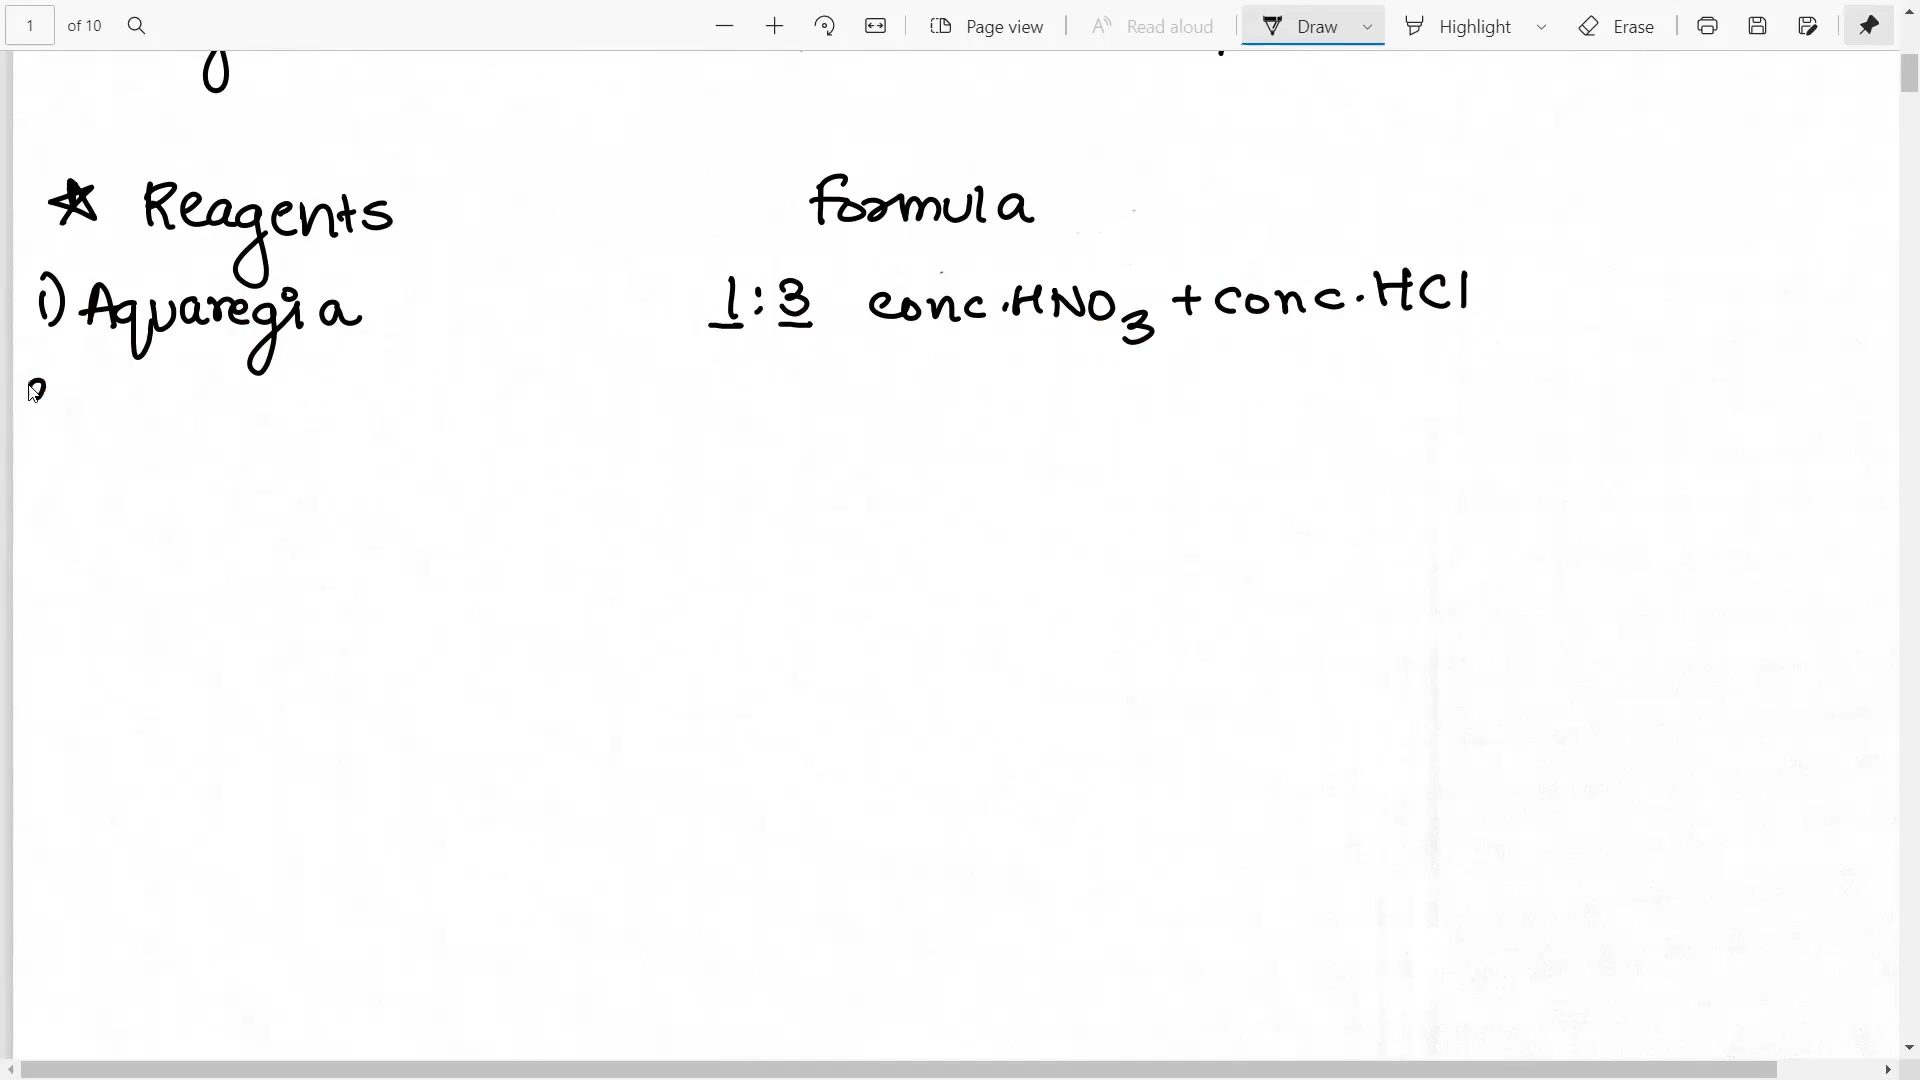 1 of 10 Page view Read aloud Draw Highlight Erase
☆ Reagents formula
i) Aquaregia 1 : 3 conc. HNO₃ + conc. HCl